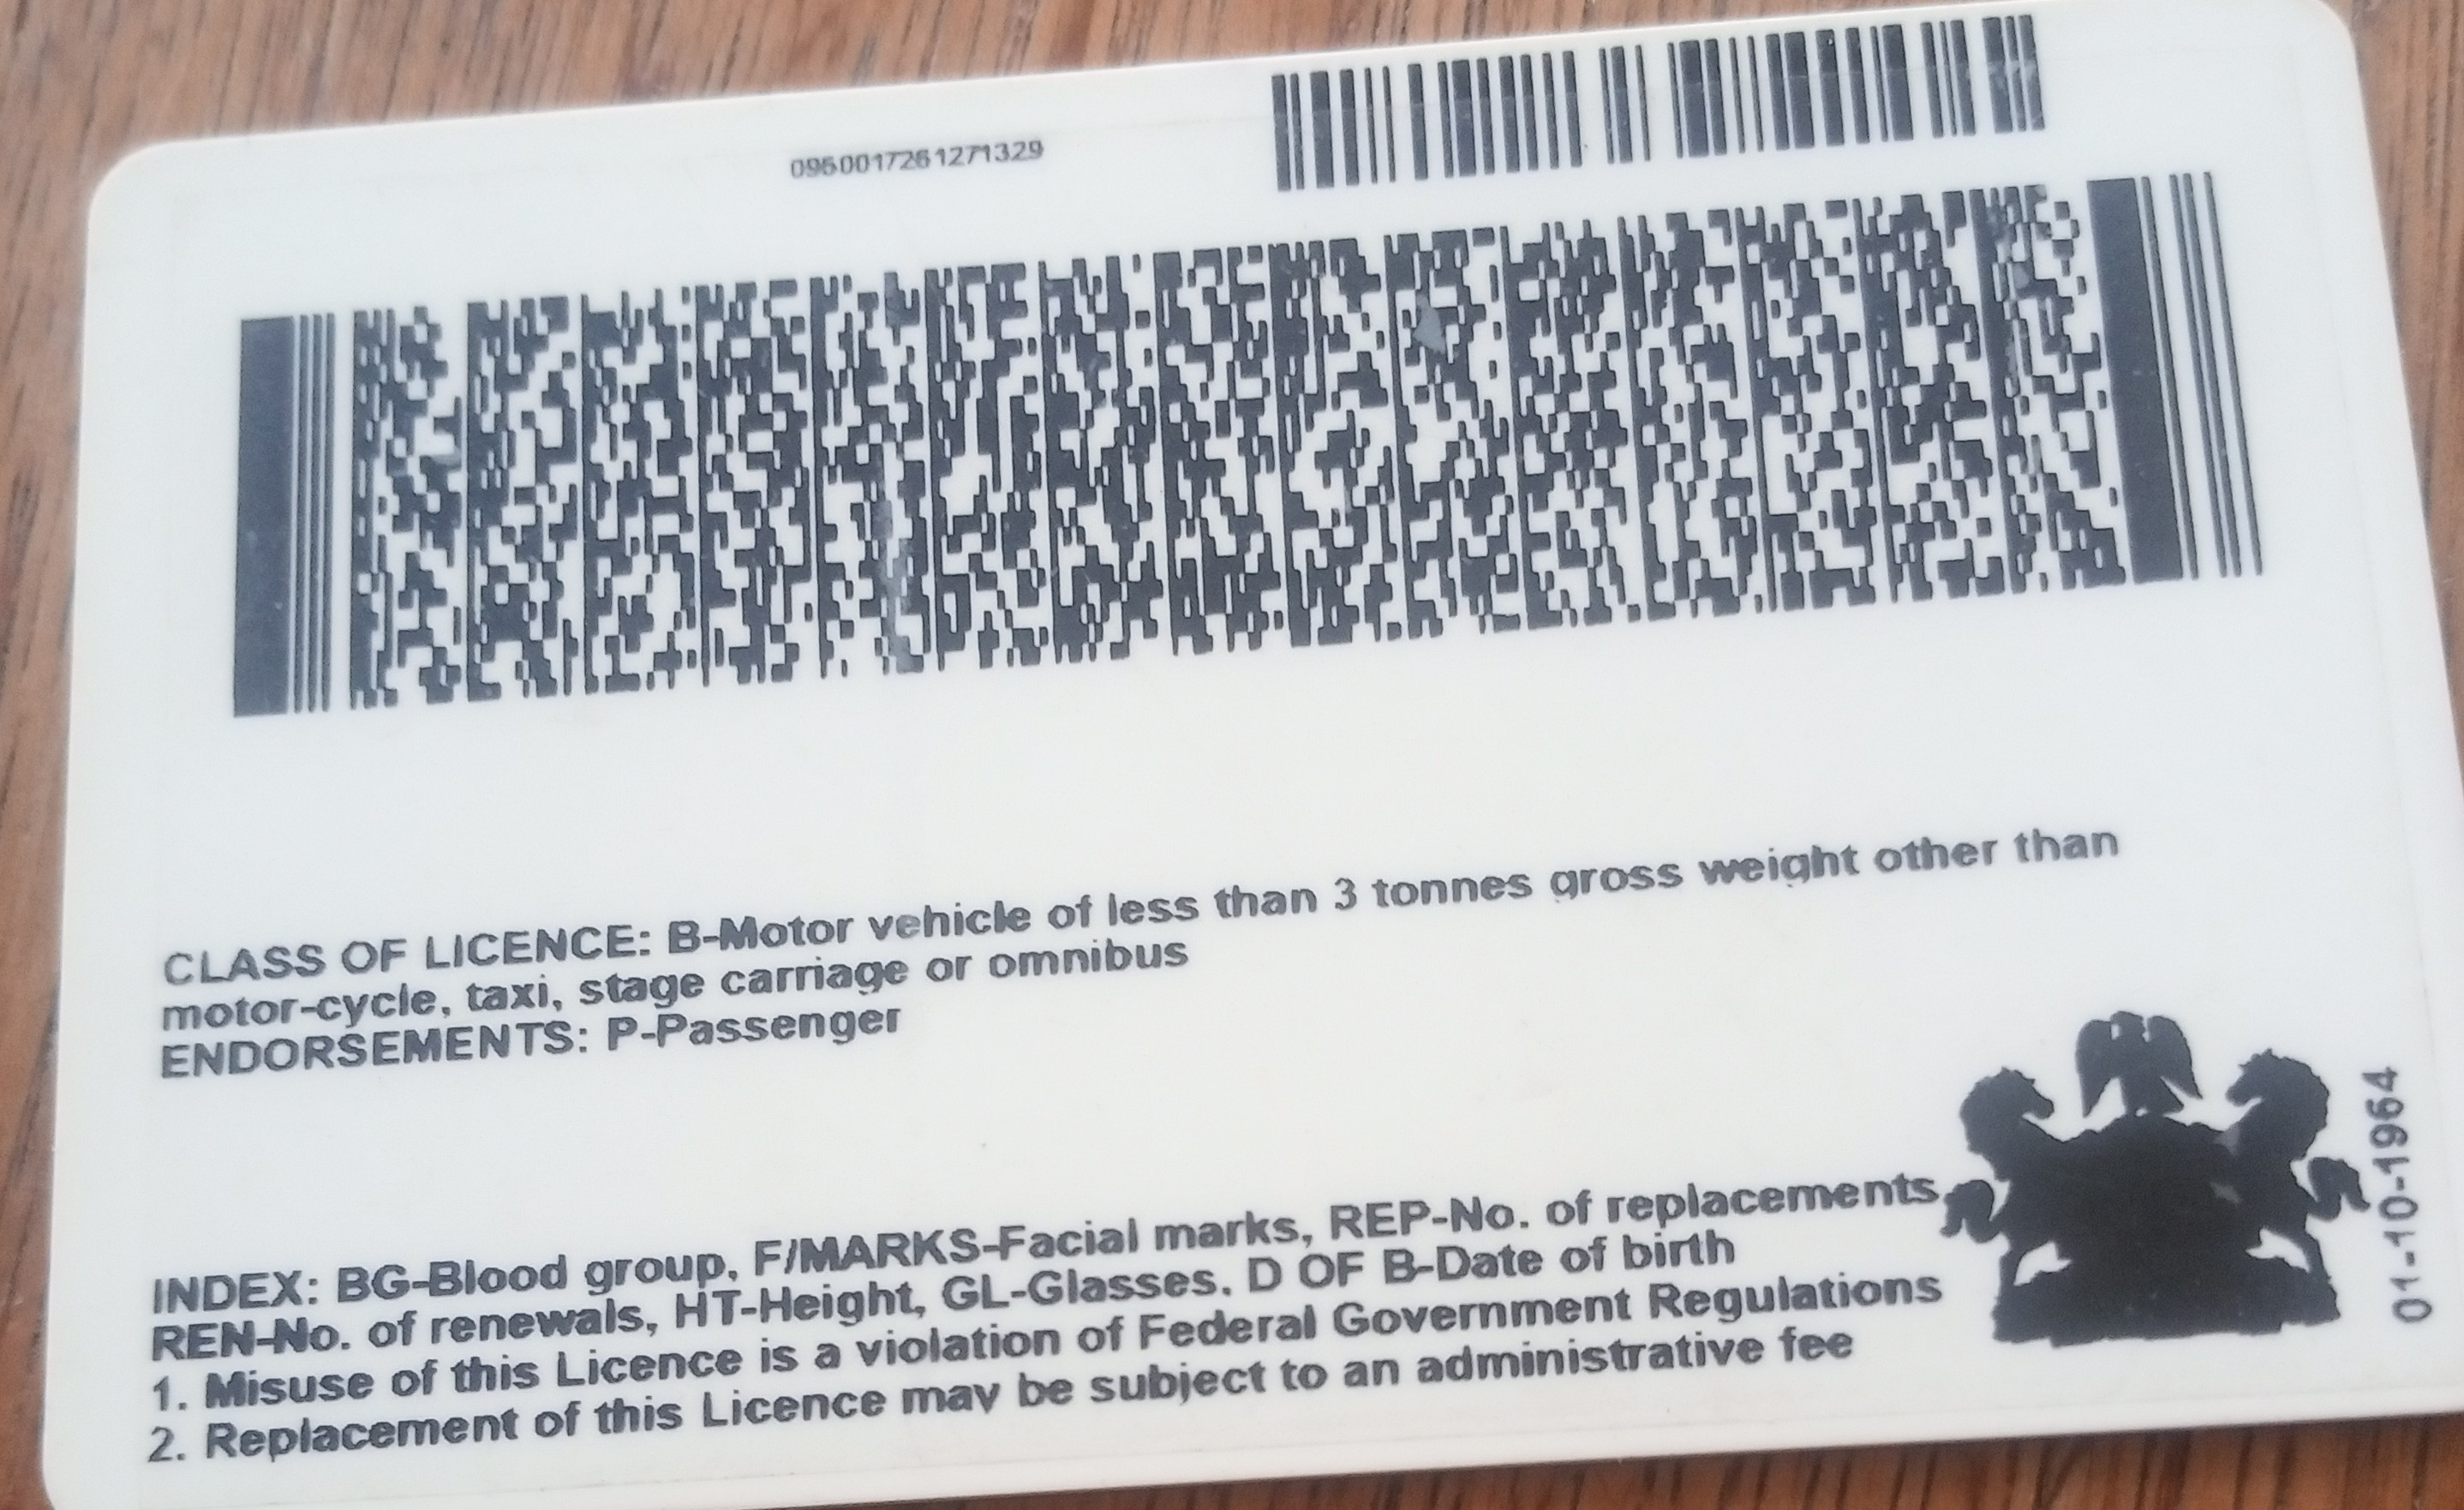 0960017261271329
CLASS OF LICENCE: B-Motor vehicle of less than 3 tonnes gross weight other than
motor-cycle, taxi, stage carriage or omnibus
ENDORSEMENTS: P-Passenger
INDEX: BG-Blood group, F/MARKS-Facial marks, REP-No. of replacements,
REN-No. of renewals, HT-Height, GL-Glasses, D OF B-Date of birth
1. Misuse of this Licence is a violation of Federal Government Regulations
2. Replacement of this Licence may be subject to an administrative fee
01-10-1964